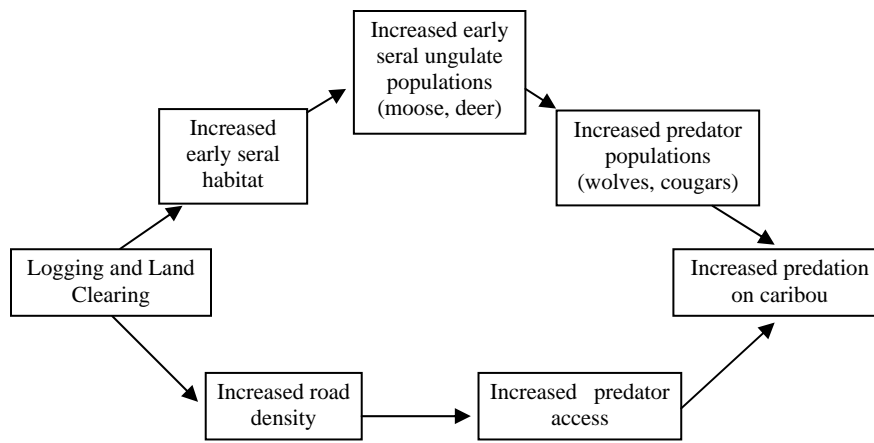 Increased early
seral ungulate
populations
(moose, deer)
Increased
early seral
habitat
Increased predator
populations
(wolves, cougars)
Logging and Land
Clearing
Increased predation
on caribou
Increased road
density
Increased predator
access